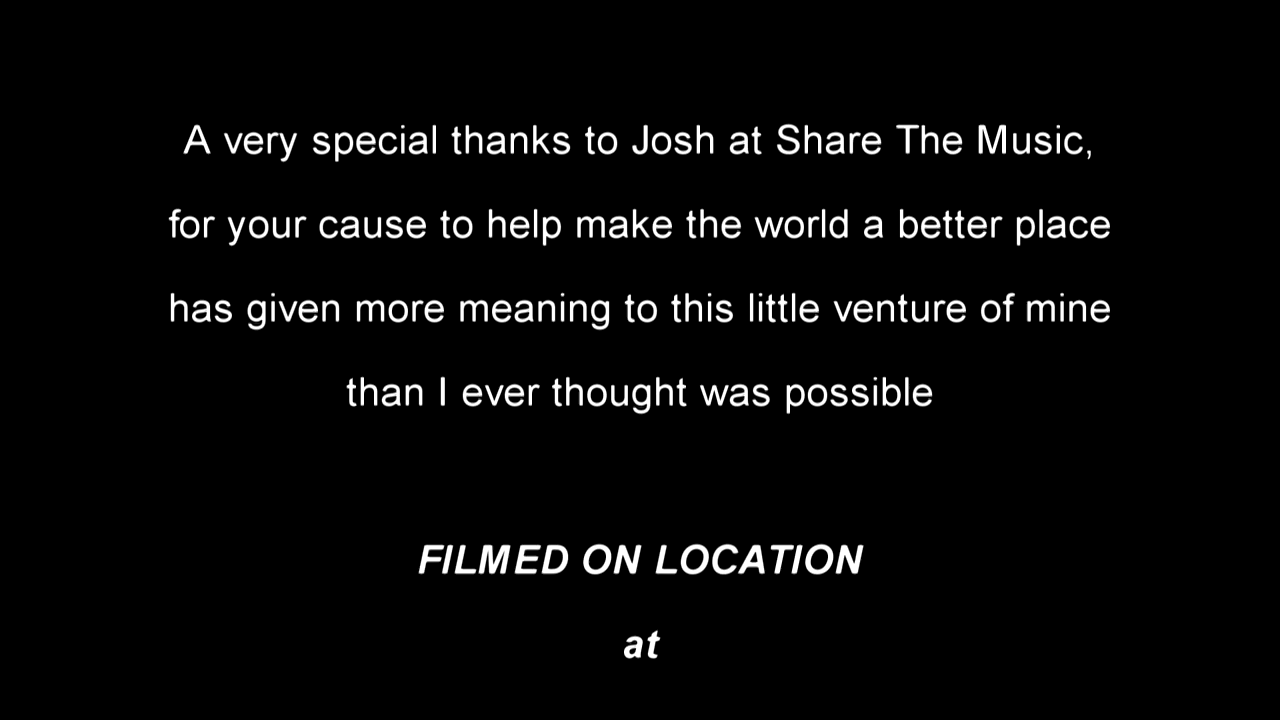 A very special thanks to Josh at Share The Music,
for your cause to help make the world a better place
has given more meaning to this little venture of mine
than I ever thought was possible
FILMED ON LOCATION
at